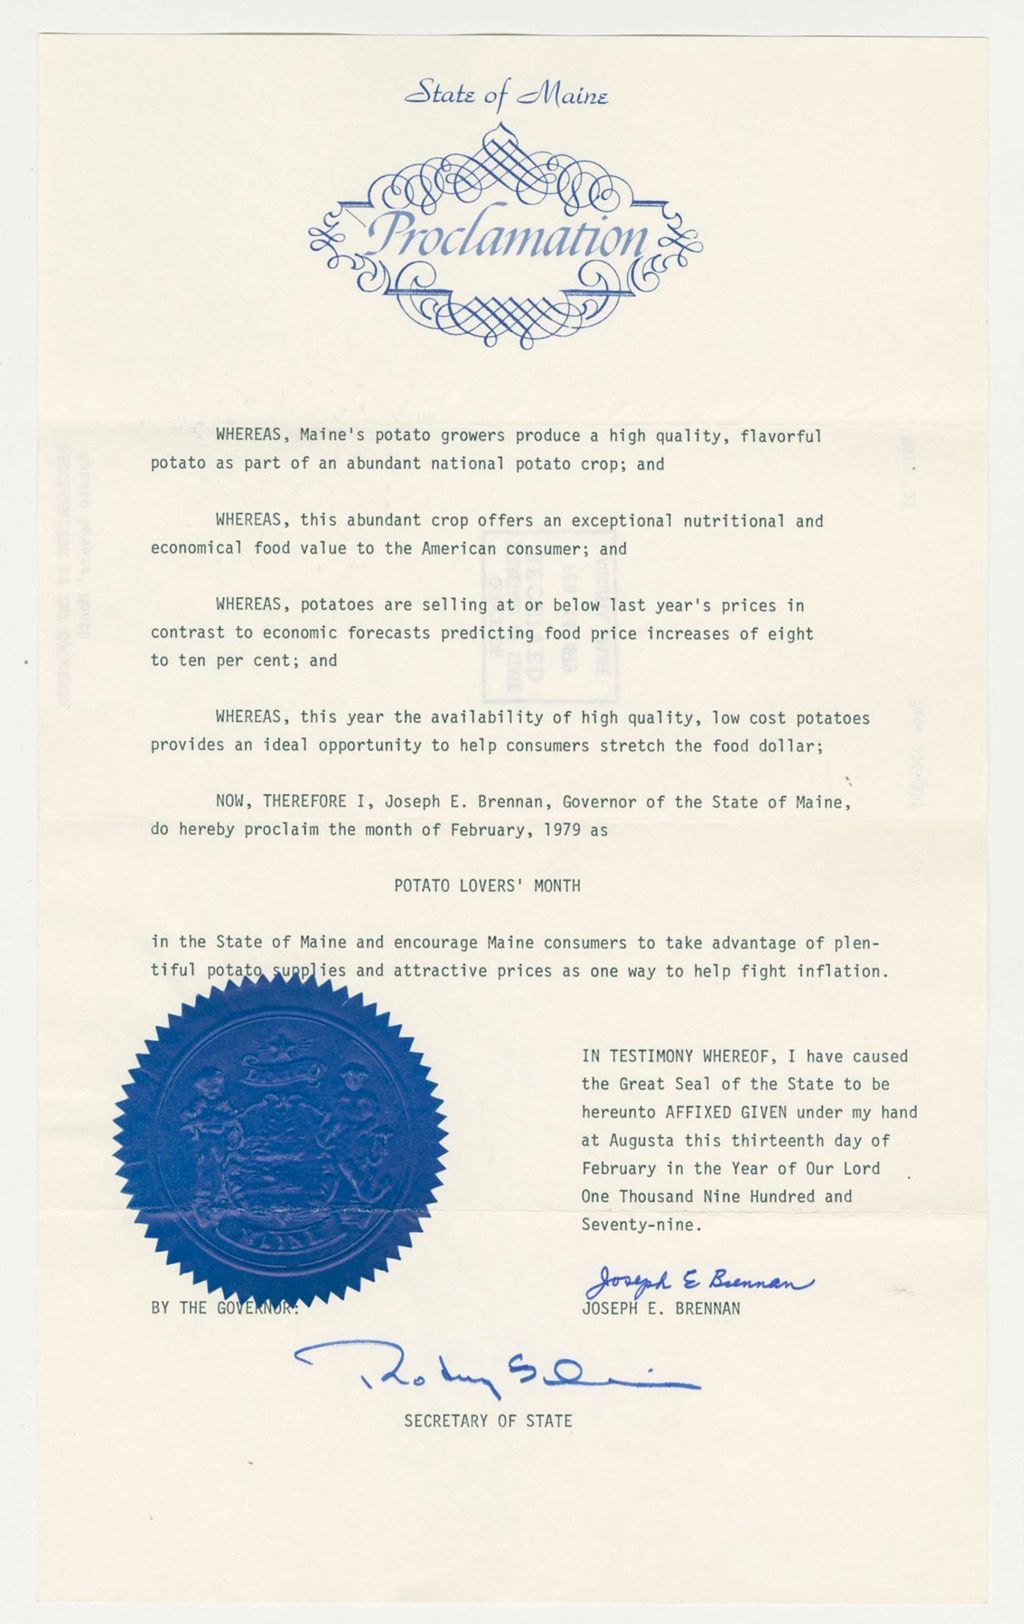 State of Maine
Proclamation
WHEREAS, Maine's potato growers produce a high quality, flavorful
potato as part of an abundant national potato crop; and
WHEREAS, this abundant crop offers an exceptional nutritional and
economical food value to the American consumer; and
WHEREAS, potatoes are selling at or below last year's prices in
contrast to economic forecasts predicting food price increases of eight
to ten per cent; and
WHEREAS, this year the availability of high quality, low cost potatoes
provides an ideal opportunity to help consumers stretch the food dollar;
NOW, THEREFORE I, Joseph E. Brennan, Governor of the State of Maine,
do hereby proclaim the month of February, 1979 as
POTATO LOVERS' MONTH
in the State of Maine and encourage Maine consumers to take advantage of plen-
tiful potato supplies and attractive prices as one way to help fight inflation.
IN TESTIMONY WHEREOF, I have caused
the Great Seal of the State to be
hereunto AFFIXED GIVEN under my hand
at Augusta this thirteenth day of
February in the Year of Our Lord
One Thousand Nine Hundred and
Seventy-nine.
Joseph E Brennan
BY THE GOVERNOR:
JOSEPH E. BRENNAN
SECRETARY OF STATE